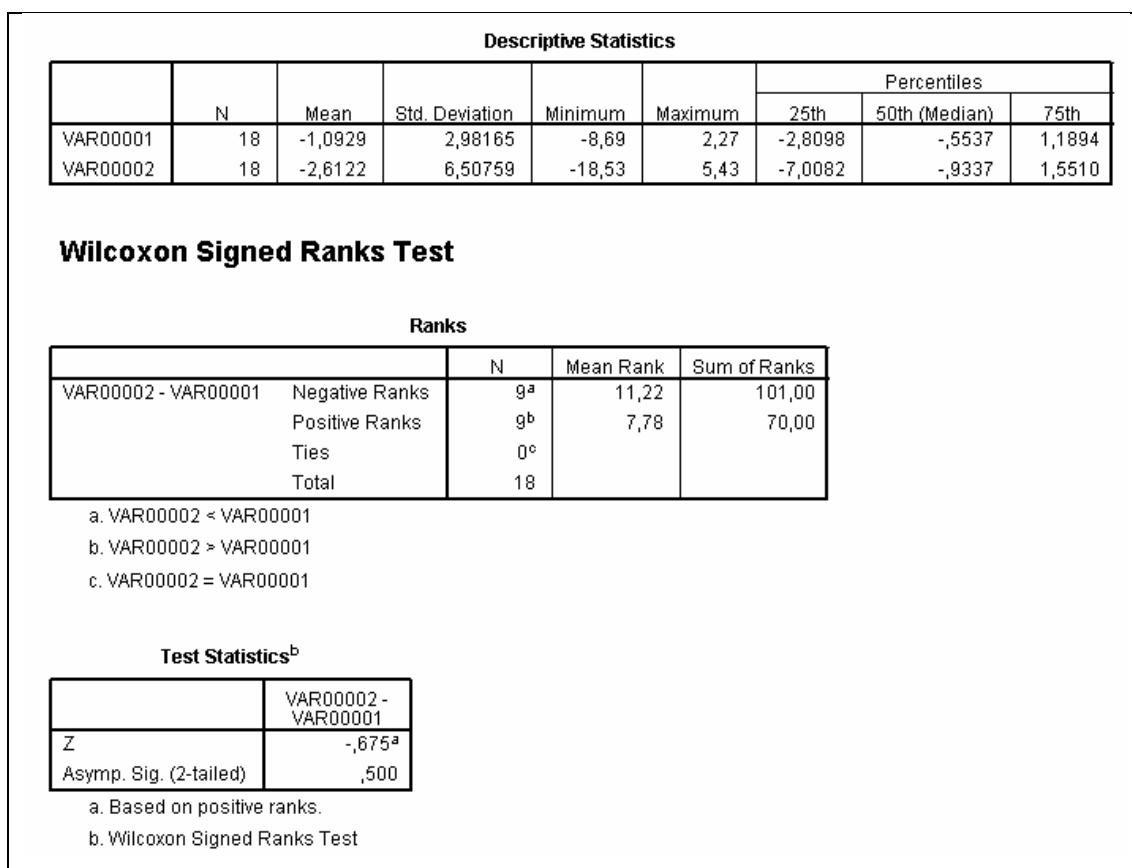 Descriptive Statistics
Percentiles
N Mean Std. Deviation Minimum Maximum 25th 50th (Median) 75th
VAR00001 18 -1,0929 2,98165 -8,69 2,27 -2,8098 -,5537 1,1894
VAR00002 18 -2,6122 6,50759 -18,53 5,43 -7,0082 -,9337 1,5510
Wilcoxon Signed Ranks Test
Ranks
N Mean Rank Sum of Ranks
VAR00002 - VAR00001 Negative Ranks 9a 11,22 101,00
Positive Ranks 9b 7,78 70,00
Ties 0c
Total 18
a. VAR00002 < VAR00001
b. VAR00002 > VAR00001
c. VAR00002 = VAR00001
Test Statisticsb
VAR00002 -
VAR00001
Z -,675a
Asymp. Sig. (2-tailed) ,500
a. Based on positive ranks.
b. Wilcoxon Signed Ranks Test